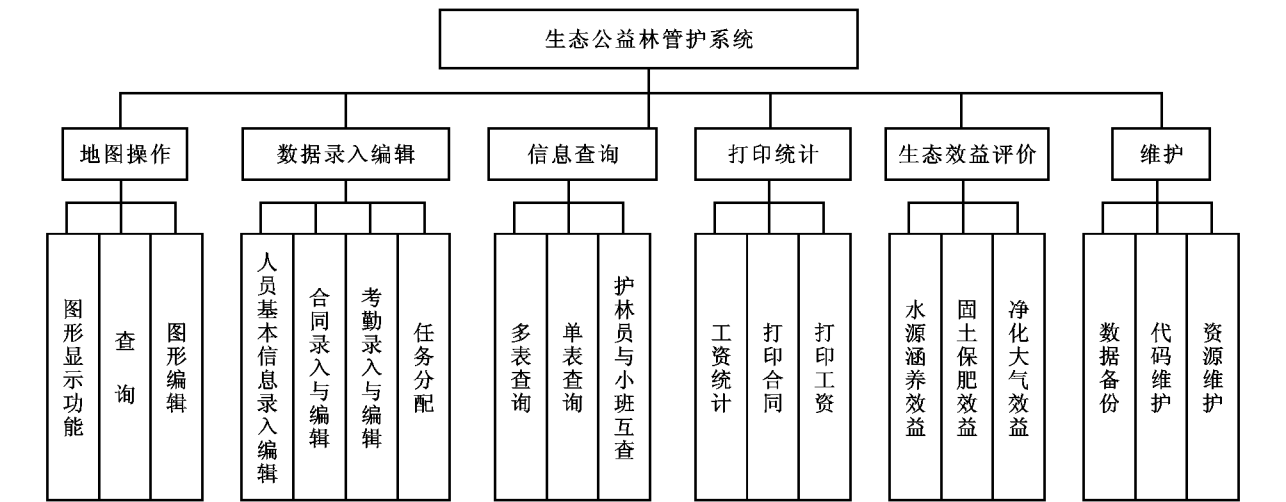 生态公益林管护系统
地图操作
数据录入编辑
信息查询
打印统计
生态效益评价
维护
图形显示功能
查询
图形编辑
人员基本信息录入编辑
合同录入与编辑
考勤录入与编辑
任务分配
多表查询
单表查询
护林员与小班互查
工资统计
打印合同
打印工资
水源涵养效益
固土保肥效益
净化大气效益
数据备份
代码维护
资源维护